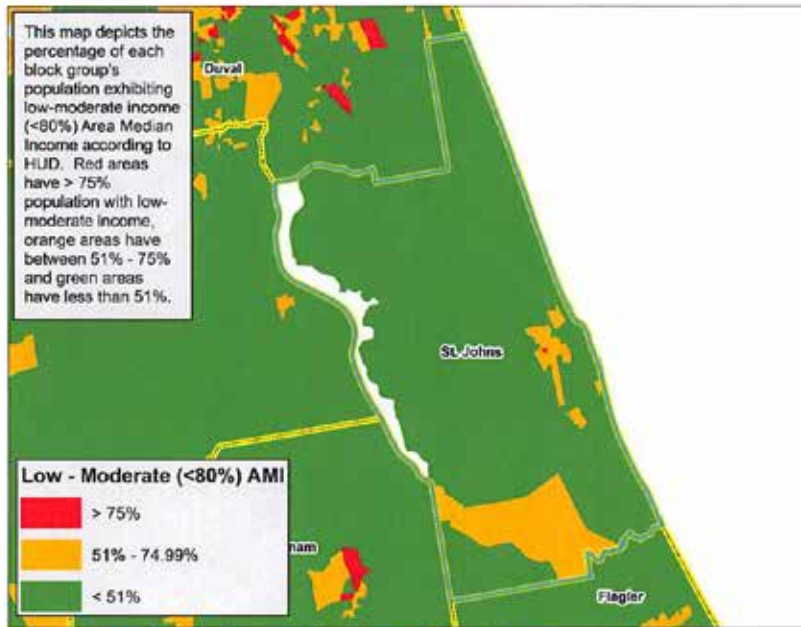 This map depicts the
percentage of each
block group's
population exhibiting
low-moderate income
(<80%) Area Median
Income according to
HUD. Red areas
have > 75%
population with low-
moderate income,
orange areas have
between 51% - 75%
and green areas
have less than 51%.
Duval
St. Johns
Low - Moderate (<80%) AMI
> 75%
51% - 74.99%
nam
< 51%
Flagler